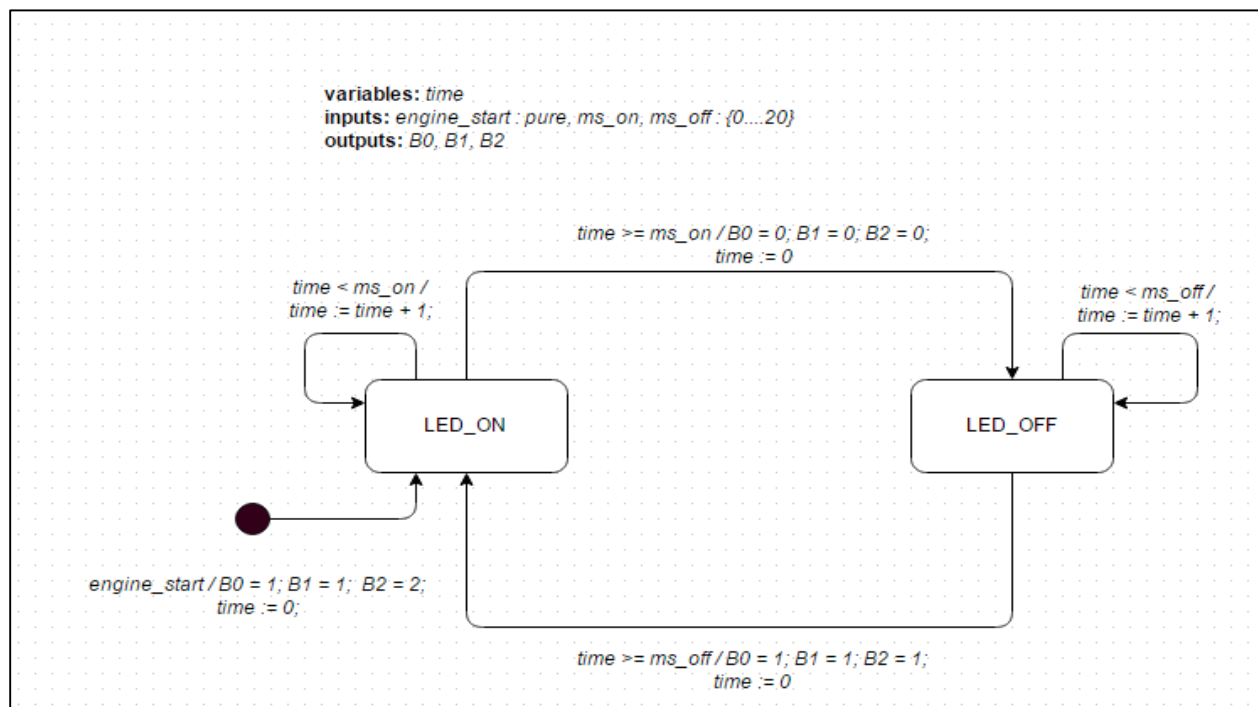 variables: time
inputs: engine_start : pure, ms_on, ms_off : {0....20}
outputs: B0, B1, B2
time >= ms_on / B0 = 0; B1 = 0; B2 = 0;
time := 0
time < ms_on /
time := time + 1;
time < ms_off /
time := time + 1;
LED_ON
LED_OFF
engine_start / B0 = 1; B1 = 1; B2 = 2;
time := 0;
time >= ms_off / B0 = 1; B1 = 1; B2 = 1;
time := 0